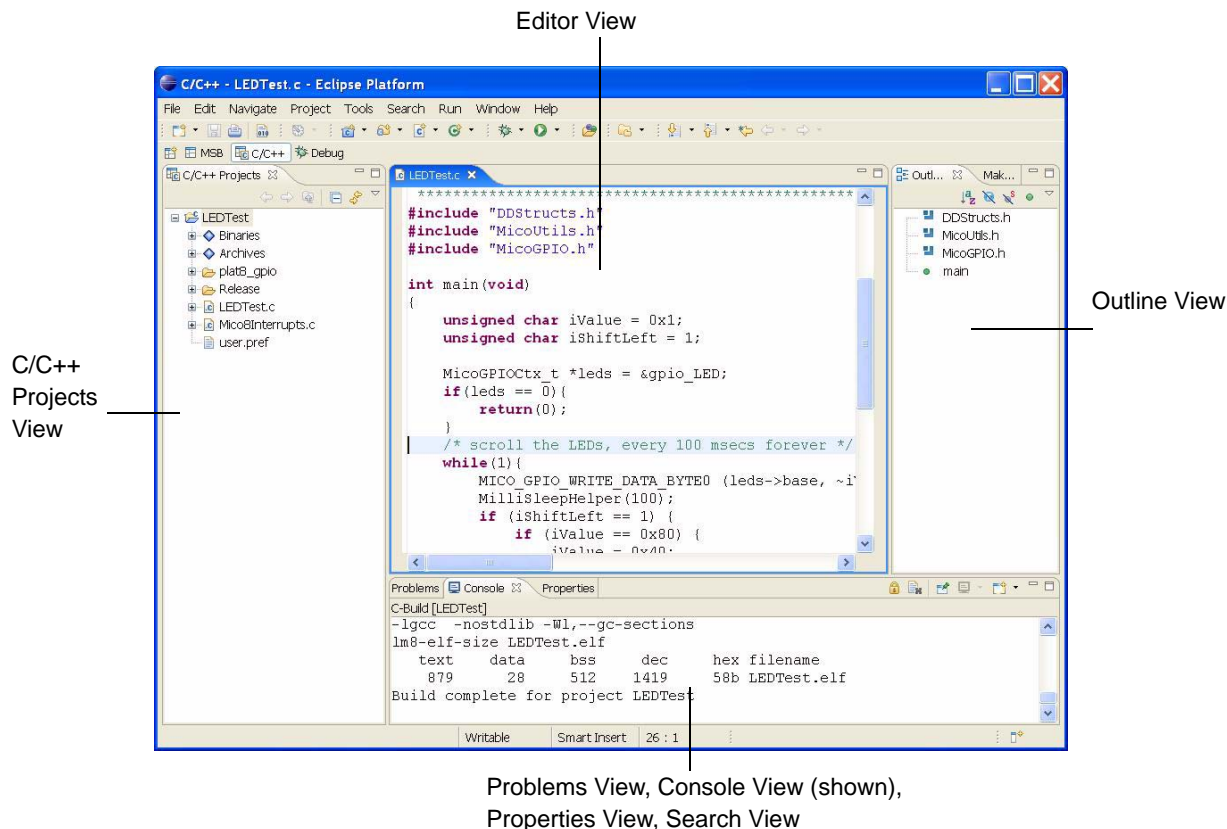 Editor View
C/C++ - LEDTest.c - Eclipse Platform
File Edit Navigate Project Tools Search Run Window Help
MSB C/C++ Debug
C/C++ Projects
LEDTest
Binaries
Archives
plat8_gpio
Release
LEDTest.c
Mico8Interrupts.c
user.pref
LEDTest.c
*************************************************
#include "DDStructs.h"
#include "MicoUtils.h"
#include "MicoGPIO.h"
int main(void)
{
unsigned char iValue = 0x1;
unsigned char iShiftLeft = 1;
MicoGPIOCtx_t *leds = &gpio_LED;
if(leds == 0){
return(0);
}
/* scroll the LEDs, every 100 msecs forever */
while(1){
MICO_GPIO_WRITE_DATA_BYTE0 (leds->base, ~i
MilliSleepHelper(100);
if (iShiftLeft == 1) {
if (iValue == 0x80) {
iValue = 0x40;
Outl... Mak...
DDStructs.h
MicoUtils.h
MicoGPIO.h
main
Outline View
C/C++
Projects
View
Problems Console Properties
C-Build [LEDTest]
-lgcc -nostdlib -Wl,--gc-sections
lm8-elf-size LEDTest.elf
text data bss dec hex filename
879 28 512 1419 58b LEDTest.elf
Build complete for project LEDTest
Writable Smart Insert 26 : 1
Problems View, Console View (shown),
Properties View, Search View